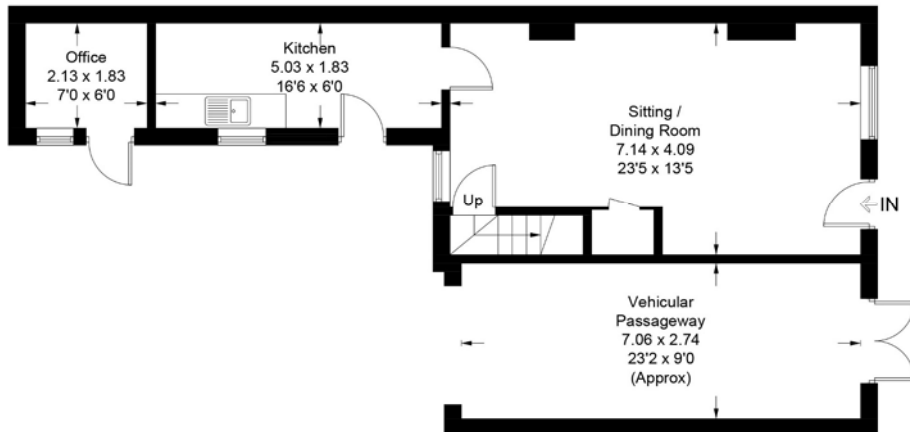 Office
2.13 x 1.83
7'0 x 6'0
Kitchen
5.03 x 1.83
16'6 x 6'0
Sitting /
Dining Room
7.14 x 4.09
23'5 x 13'5
Up
IN
Vehicular
Passageway
7.06 x 2.74
23'2 x 9'0
(Approx)